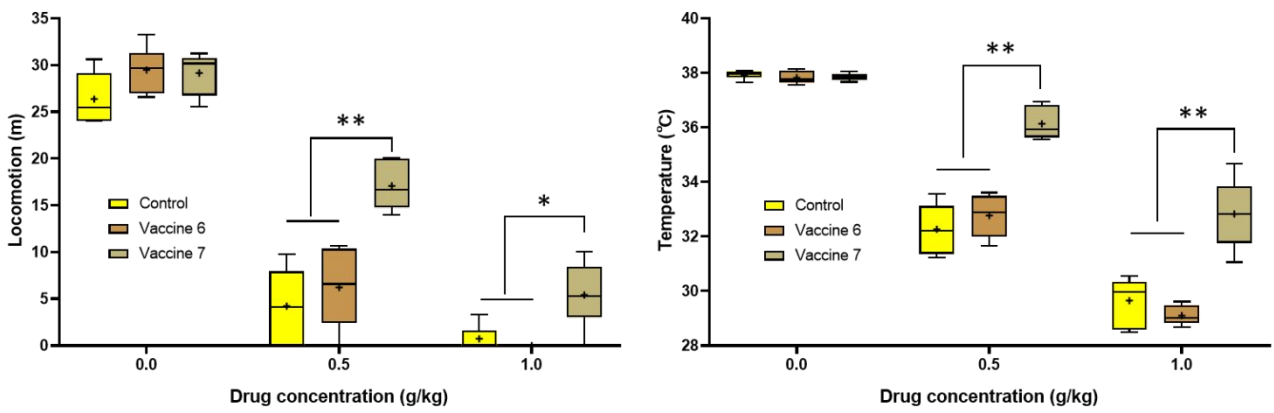 Locomotion (m)
35
30
25
20
15
10
5
0
**
*
Control
Vaccine 6
Vaccine 7
0.0
0.5
1.0
Drug concentration (g/kg)
Temperature (°C)
40
38
36
34
32
30
28
**
**
Control
Vaccine 6
Vaccine 7
0.0
0.5
1.0
Drug concentration (g/kg)